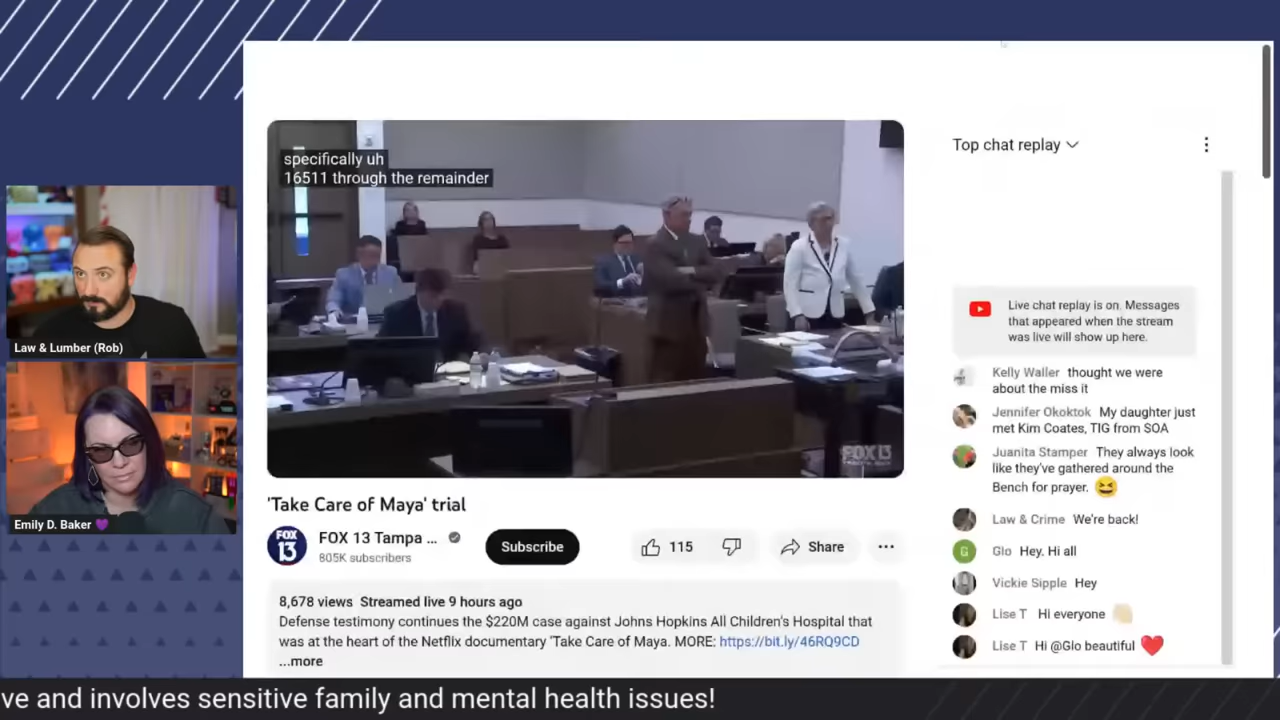 specifically uh
16511 through the remainder
FOX 13
Law & Lumber (Rob)
Emily D. Baker
'Take Care of Maya' trial
FOX
13
FOX 13 Tampa ...
805K subscribers
Subscribe
115
Share
8,678 views Streamed live 9 hours ago
Defense testimony continues the $220M case against Johns Hopkins All Children's Hospital that
was at the heart of the Netflix documentary 'Take Care of Maya. MORE: https://bit.ly/46RQ9CD
...more
Top chat replay
Live chat replay is on. Messages
that appeared when the stream
was live will show up here.
Kelly Waller thought we were
about the miss it
Jennifer Okoktok My daughter just
met Kim Coates, TIG from SOA
Juanita Stamper They always look
like they've gathered around the
Bench for prayer.
Law & Crime We're back!
G
Glo Hey. Hi all
Vickie Sipple Hey
Lise T Hi everyone
Lise T Hi @Glo beautiful
ve and involves sensitive family and mental health issues!